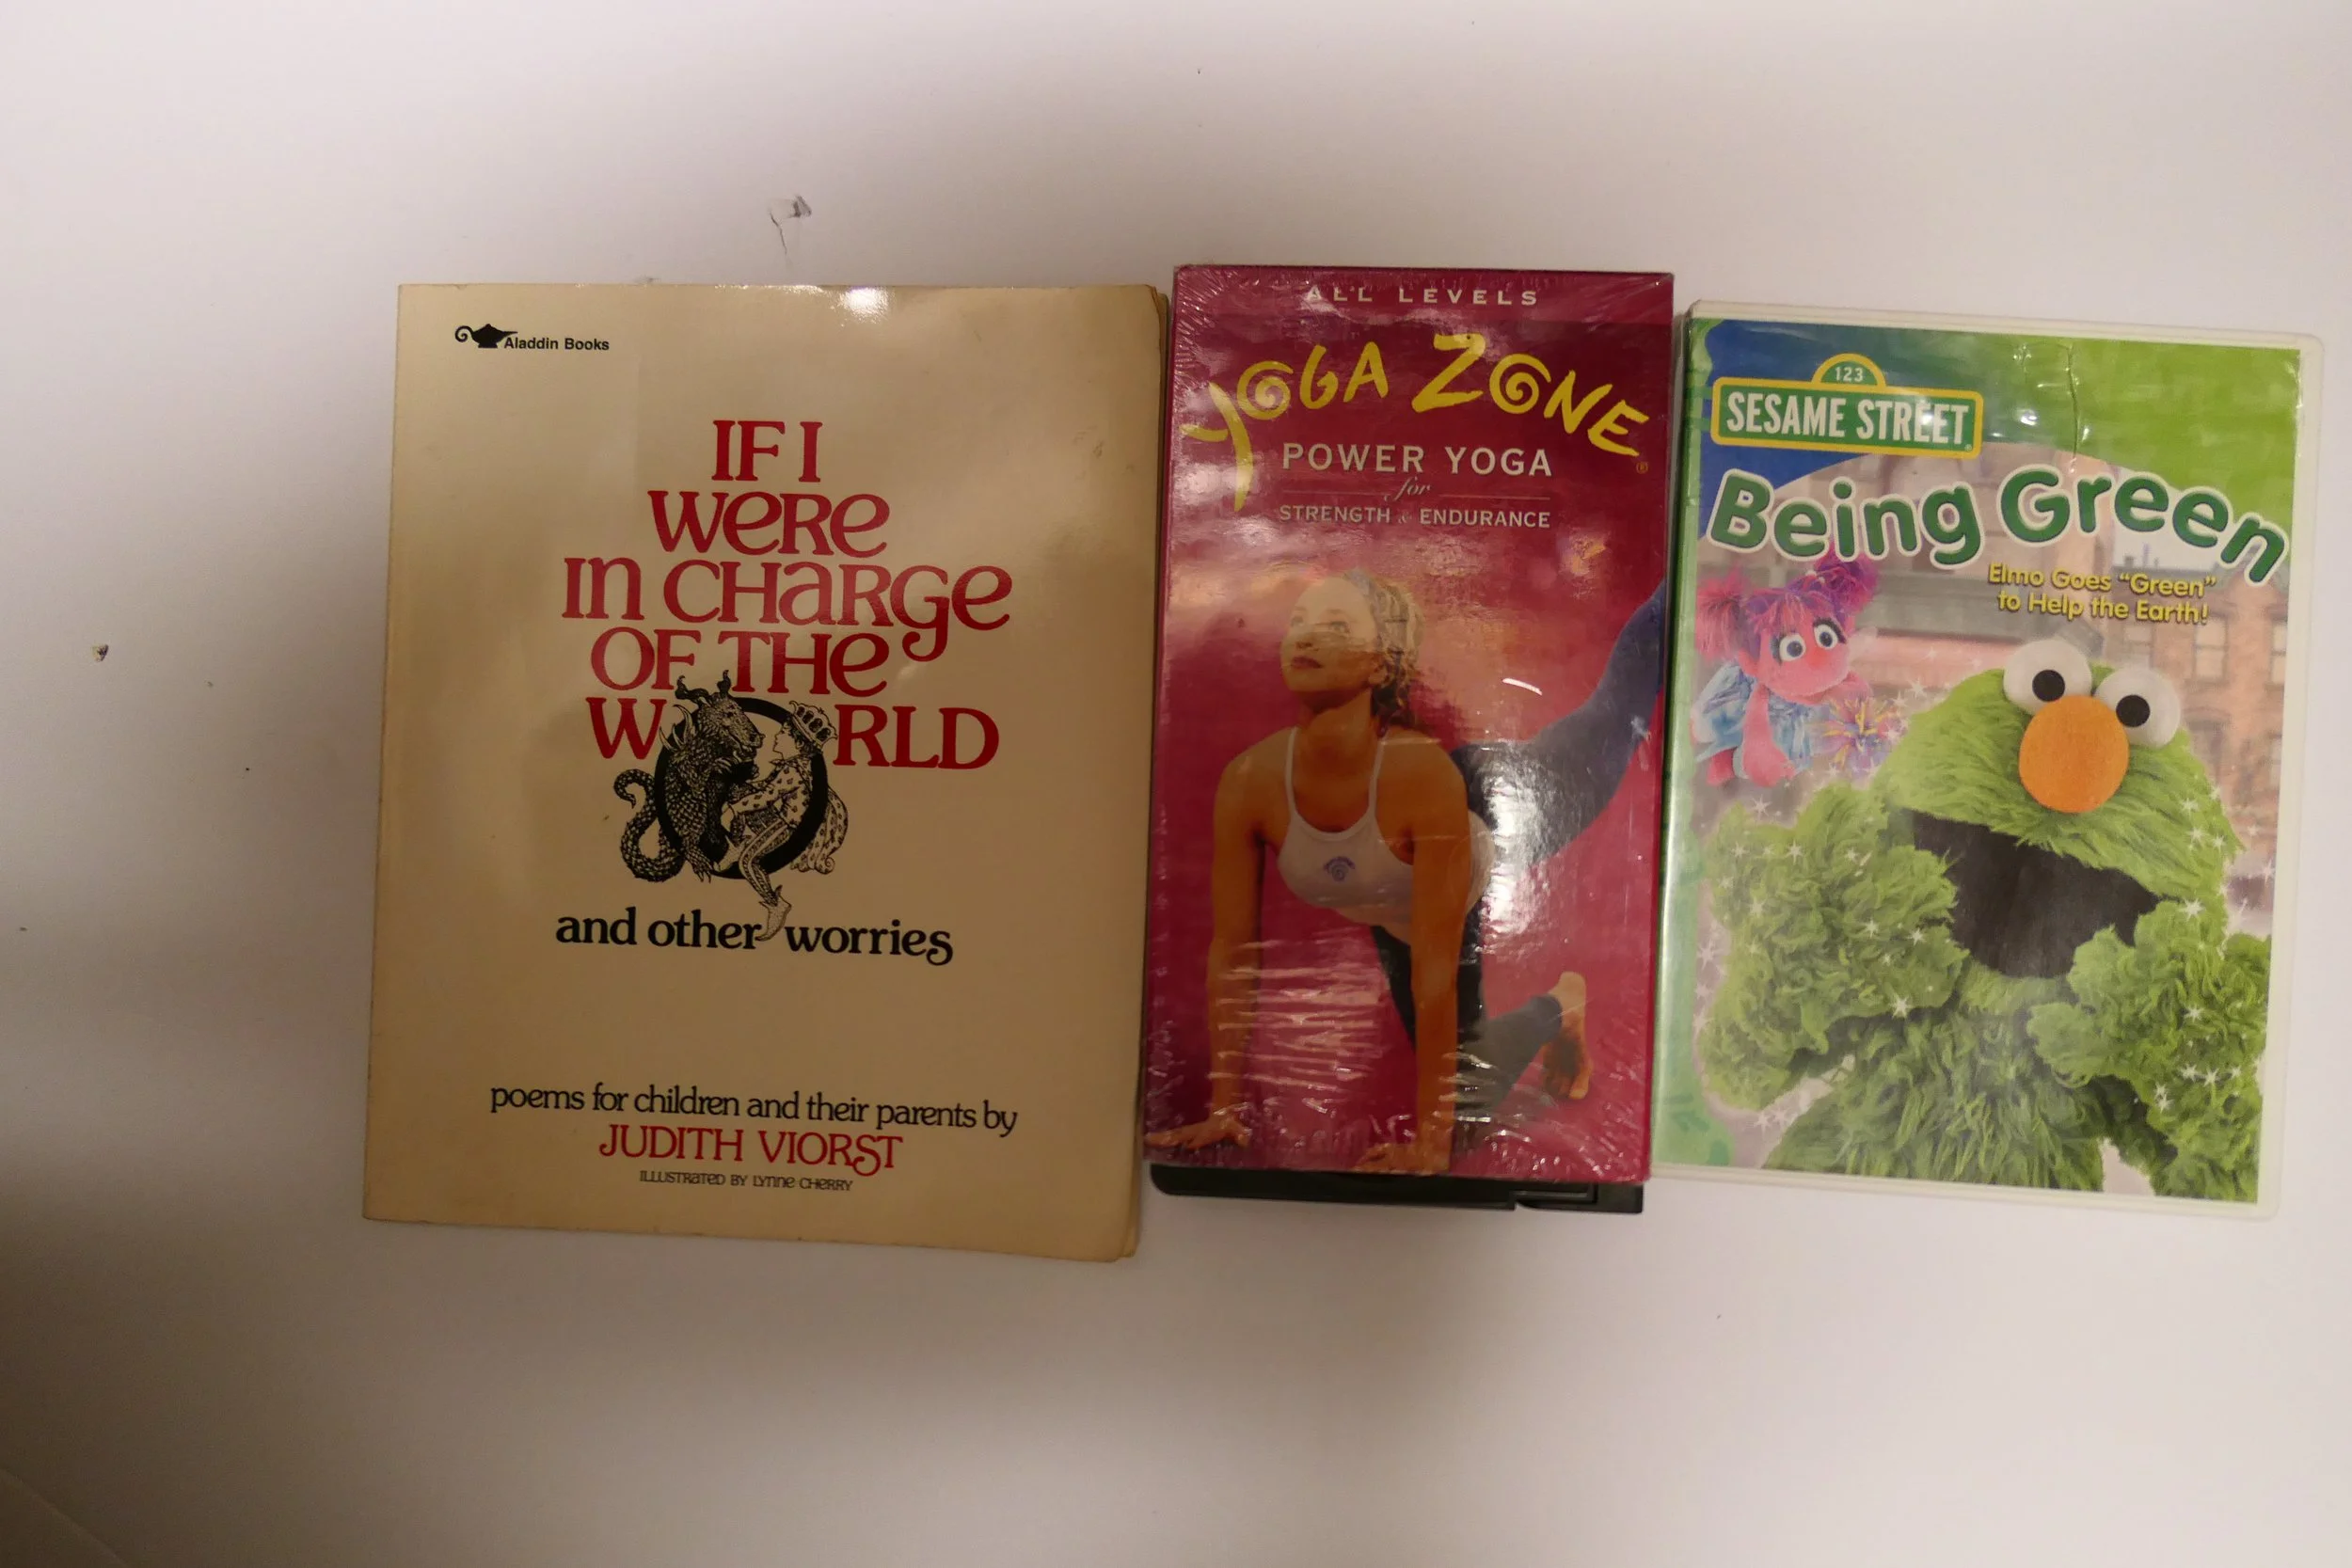 Aladdin Books
IF I
WERE
IN CHARGE
OF THE
WORLD
and other worries
poems for children and their parents by
JUDITH VIORST
ILLUSTRATED BY LYNNE CHERRY
ALL LEVELS
YOGA ZONE®
POWER YOGA
for
STRENGTH & ENDURANCE
123
SESAME STREET®
Being Green
Elmo Goes "Green"
to Help the Earth!